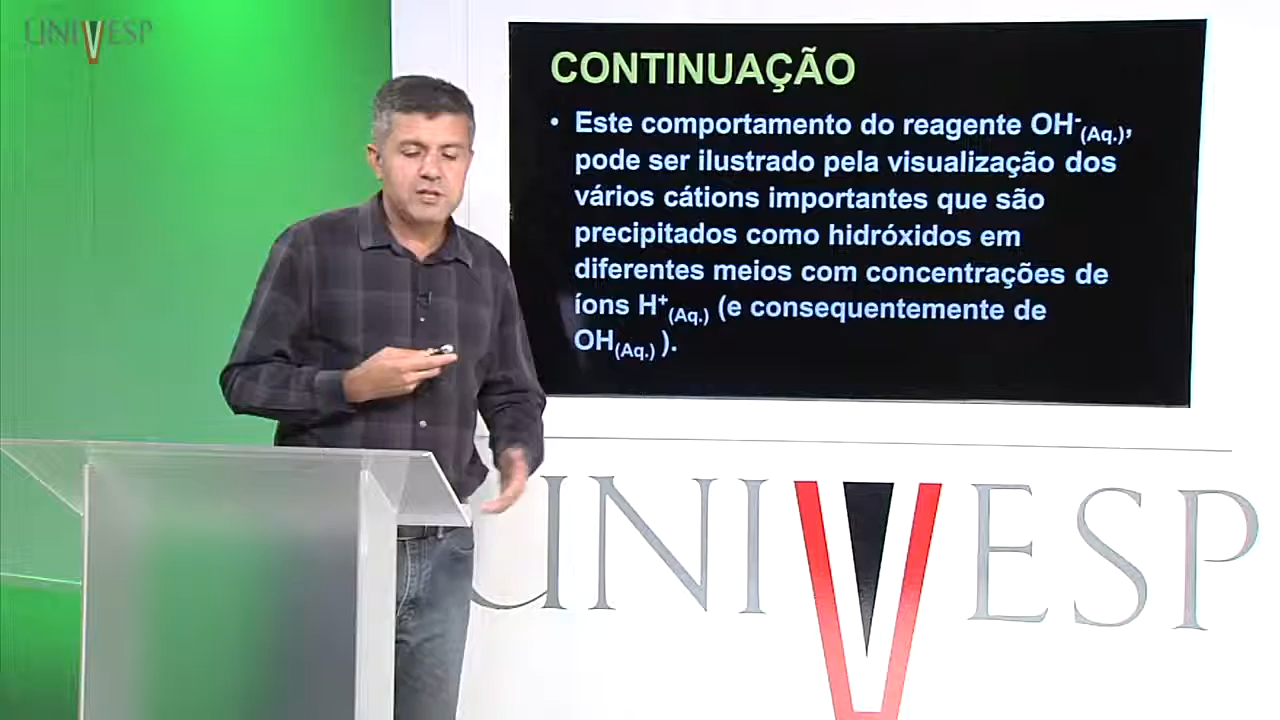 UNIVESP
CONTINUAÇÃO
• Este comportamento do reagente OH-(Aq.),
pode ser ilustrado pela visualização dos
vários cátions importantes que são
precipitados como hidróxidos em
diferentes meios com concentrações de
íons H+(Aq.) (e consequentemente de
OH(Aq.) ).
UNIVESP